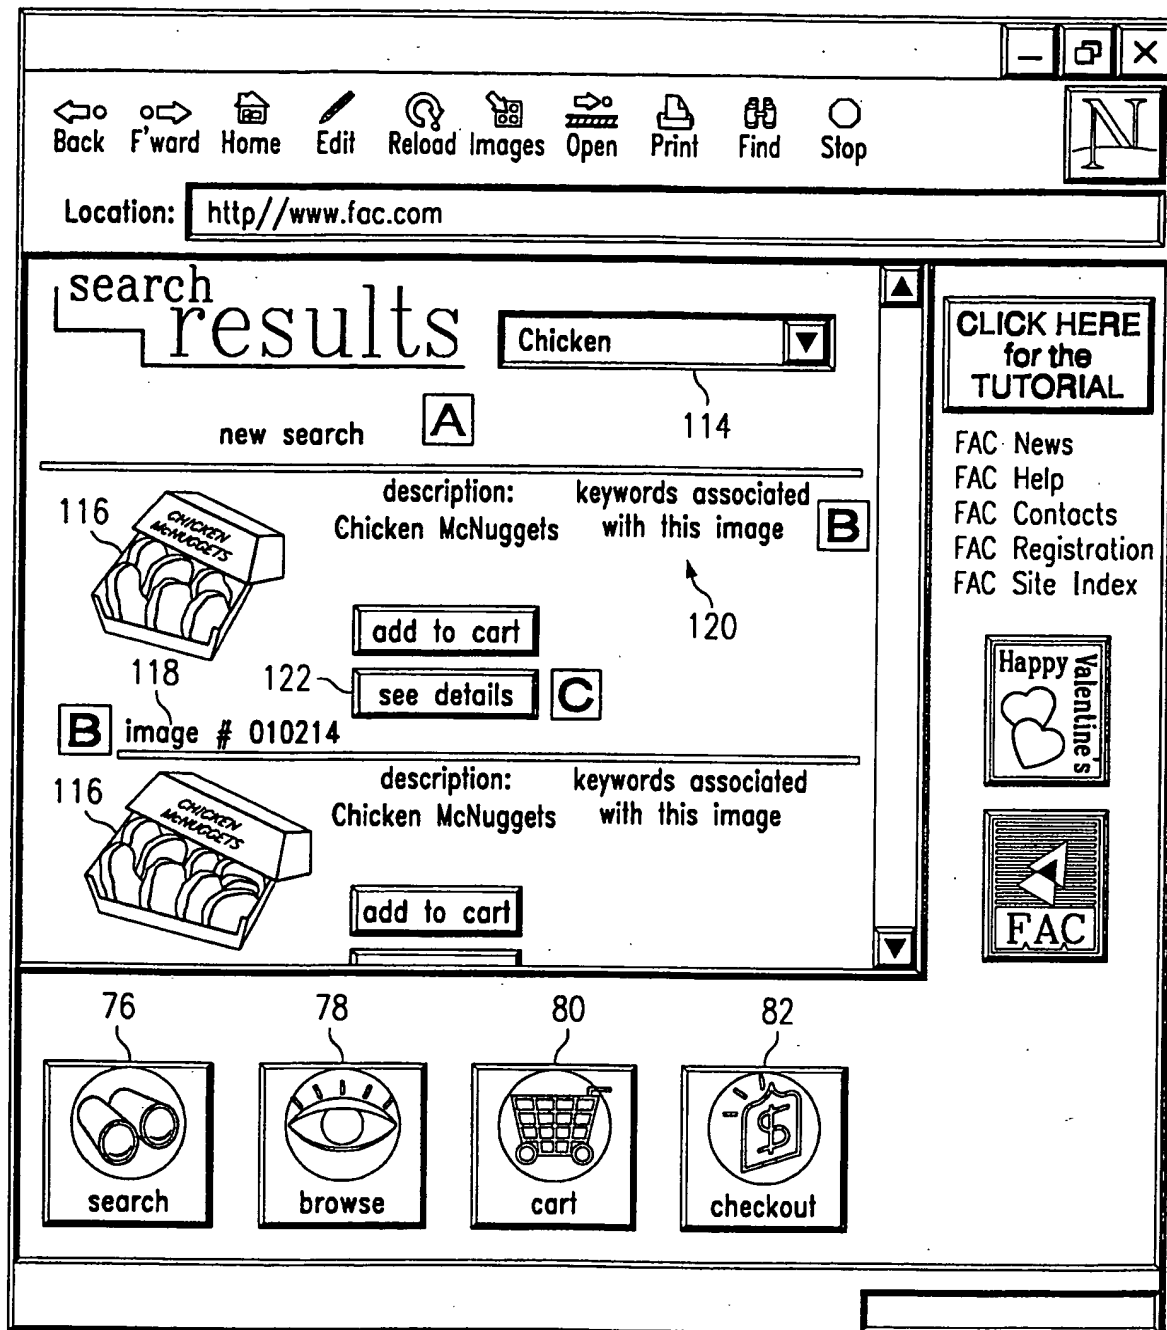 Back F'ward Home Edit Reload Images Open Print Find Stop
N
Location: http//www.fac.com
search
results
Chicken
114
new search
A
CLICK HERE
for the
TUTORIAL
FAC News
FAC Help
FAC Contacts
FAC Registration
FAC Site Index
116
CHICKEN
McNUGGETS
description:
Chicken McNuggets
keywords associated
with this image
B
120
add to cart
118
122
see details
C
B
image # 010214
Happy
Valentine's
116
CHICKEN
McNUGGETS
description:
Chicken McNuggets
keywords associated
with this image
add to cart
FAC
76
78
80
82
search
browse
cart
$
checkout